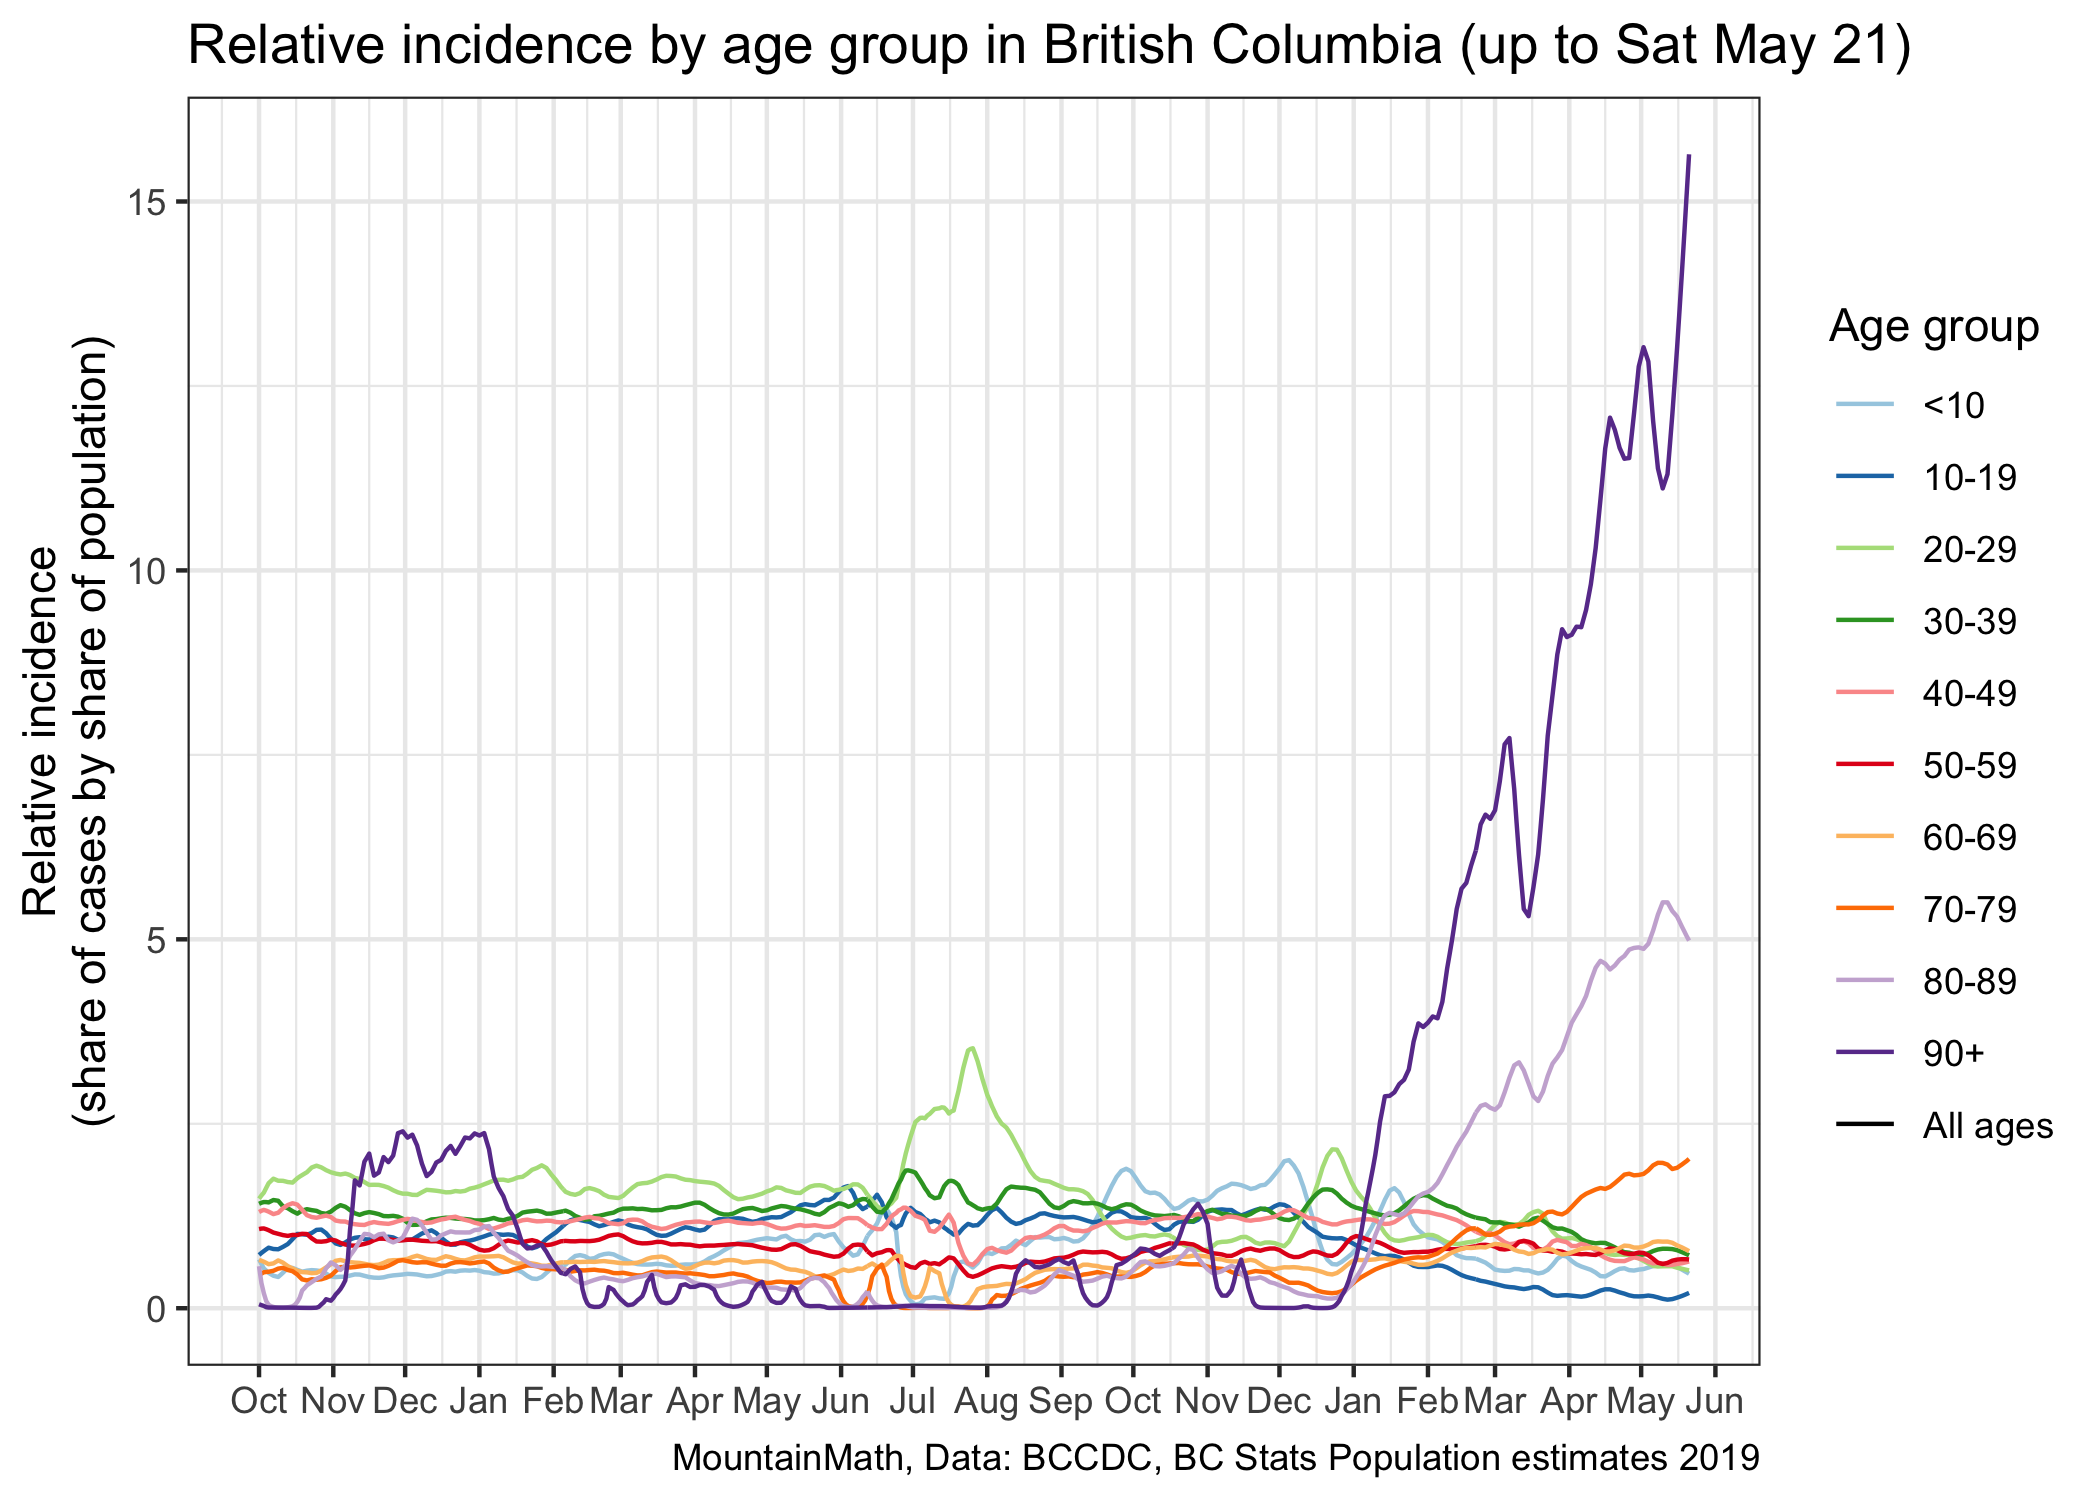 Relative incidence by age group in British Columbia (up to Sat May 21)
Relative incidence
(share of cases by share of population)
15
10
5
0
Oct Nov Dec Jan Feb Mar Apr May Jun Jul Aug Sep Oct Nov Dec Jan Feb Mar Apr May Jun
Age group
<10
10-19
20-29
30-39
40-49
50-59
60-69
70-79
80-89
90+
All ages
MountainMath, Data: BCCDC, BC Stats Population estimates 2019